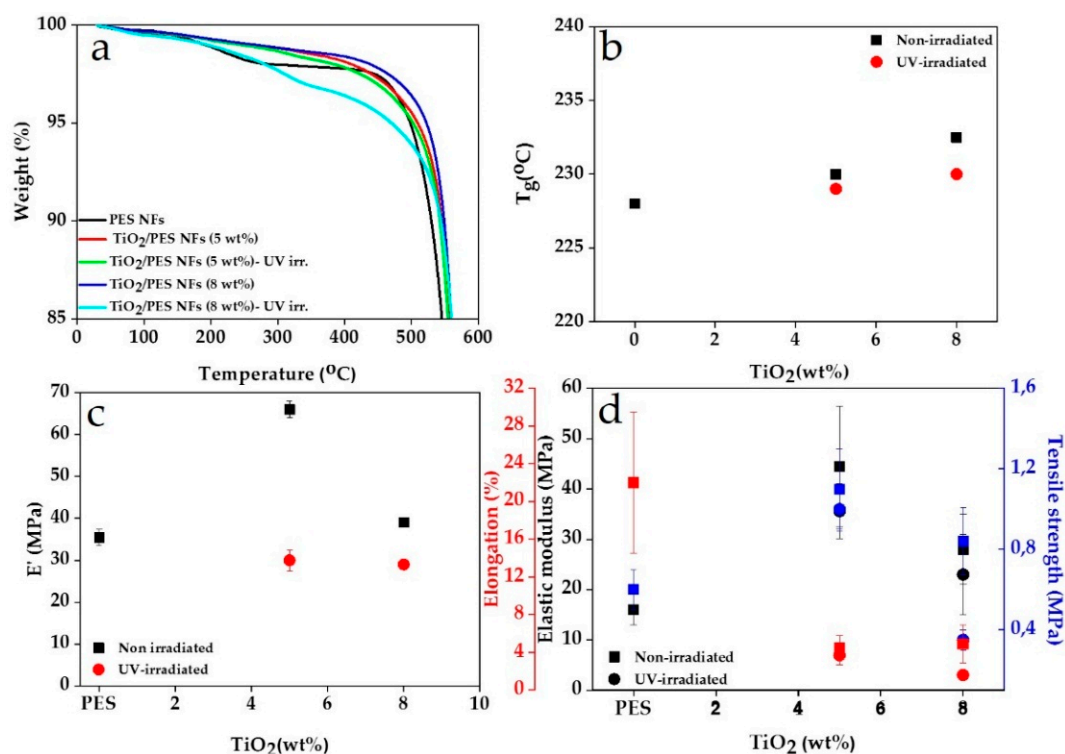 a
100
95
90
85
Weight (%)
PES NFs
TiO2/PES NFs (5 wt%)
TiO2/PES NFs (5 wt%)- UV irr.
TiO2/PES NFs (8 wt%)
TiO2/PES NFs (8 wt%)- UV irr.
0 100 200 300 400 500 600
Temperature (°C)
b
240
235
230
225
220
Tg(°C)
Non-irradiated
UV-irradiated
0 2 4 6 8
TiO2(wt%)
c
70
60
50
40
30
20
10
0
E' (MPa)
Non irradiated
UV-irradiated
PES 2 4 6 8 10
TiO2(wt%)
32
28
24
20
16
12
8
4
0
Elongation (%)
d
60
50
40
30
20
10
0
Elastic modulus (MPa)
1,6
1,2
0,8
0,4
Tensile strength (MPa)
Non-irradiated
UV-irradiated
PES 2 4 6 8
TiO2 (wt%)